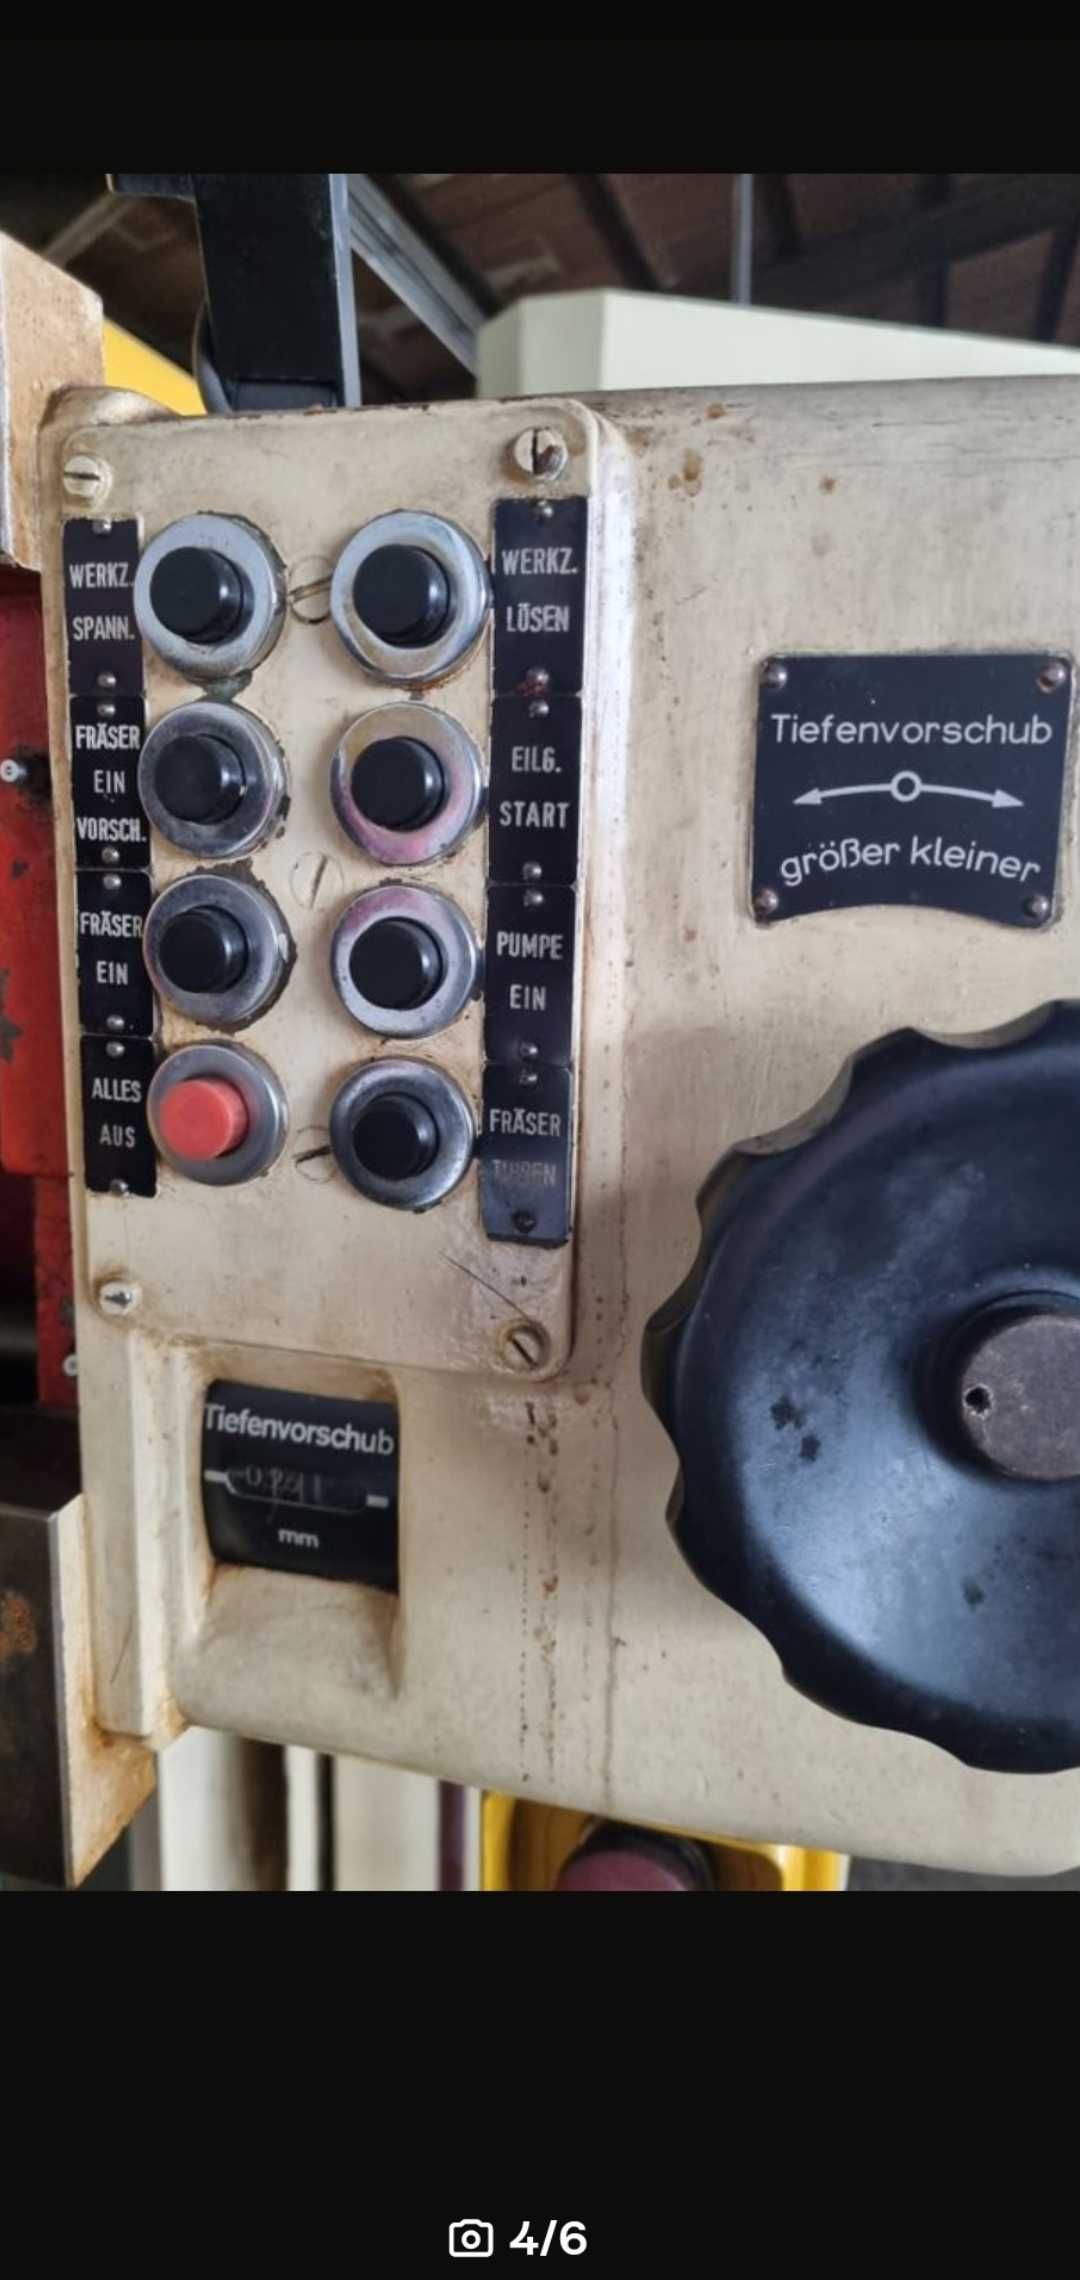 WERKZ.
SPANN.
WERKZ.
LÖSEN
FRÄSER
EIN
VORSCH.
EILG.
START
FRÄSER
EIN
PUMPE
EIN
ALLES
AUS
FRÄSER
Tiefenvorschub
größer kleiner
Tiefenvorschub
mm
4/6